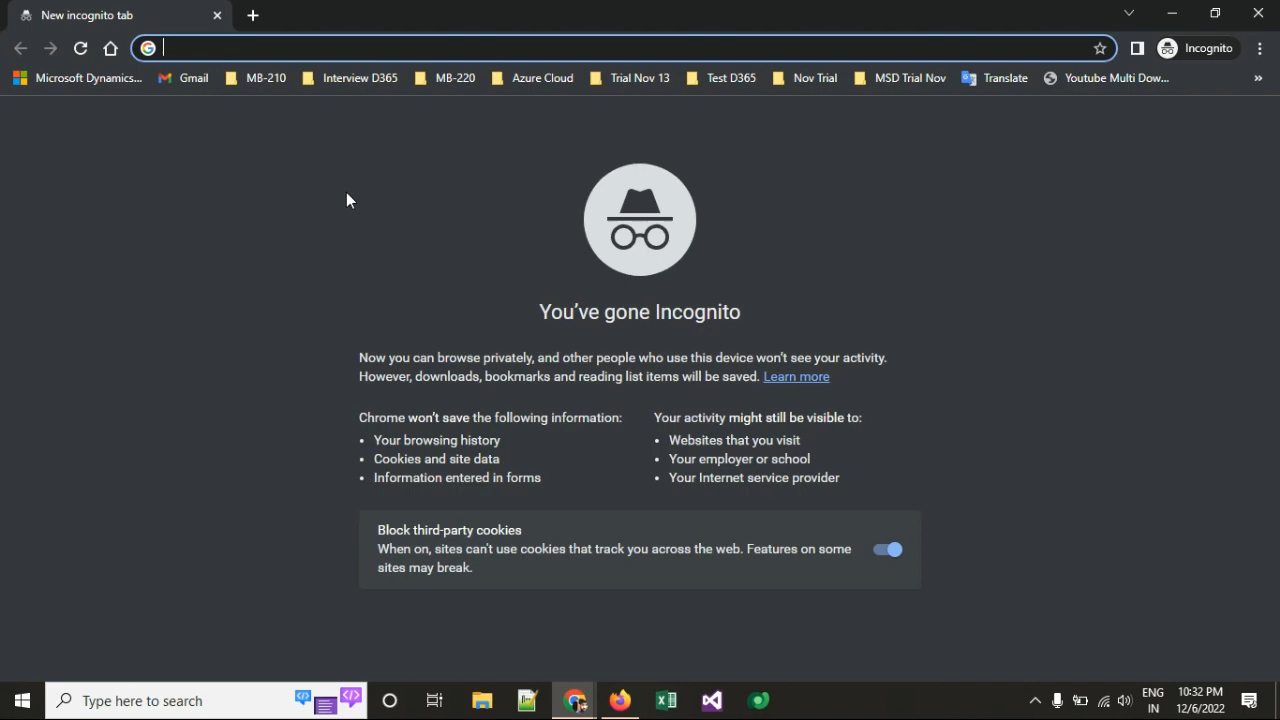 New incognito tab
Incognito
Microsoft Dynamics... Gmail MB-210 Interview D365 MB-220 Azure Cloud Trial Nov 13 Test D365 Nov Trial MSD Trial Nov Translate Youtube Multi Dow... »
You've gone Incognito
Now you can browse privately, and other people who use this device won't see your activity.
However, downloads, bookmarks and reading list items will be saved. Learn more
Chrome won't save the following information:
• Your browsing history
• Cookies and site data
• Information entered in forms
Your activity might still be visible to:
• Websites that you visit
• Your employer or school
• Your Internet service provider
Block third-party cookies
When on, sites can't use cookies that track you across the web. Features on some
sites may break.
Type here to search
ENG
IN
10:32 PM
12/6/2022